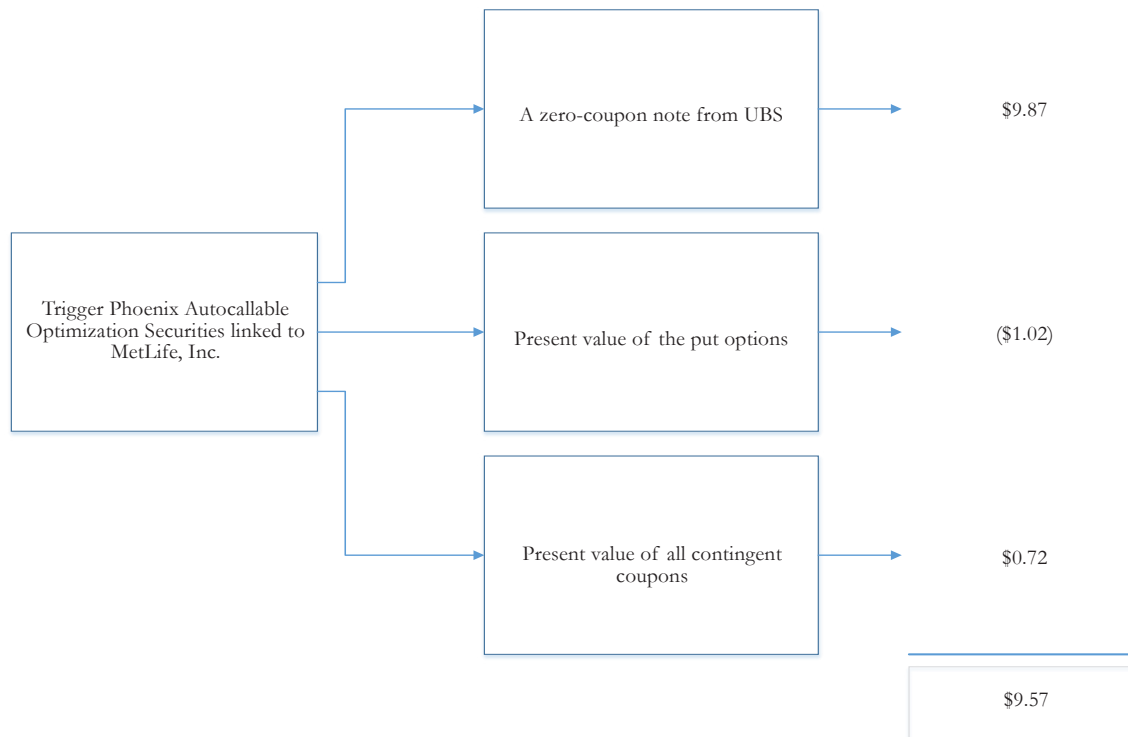 A zero-coupon note from UBS
$9.87
Trigger Phoenix Autocallable
Optimization Securities linked to
MetLife, Inc.
Present value of the put options
($1.02)
Present value of all contingent
coupons
$0.72
$9.57